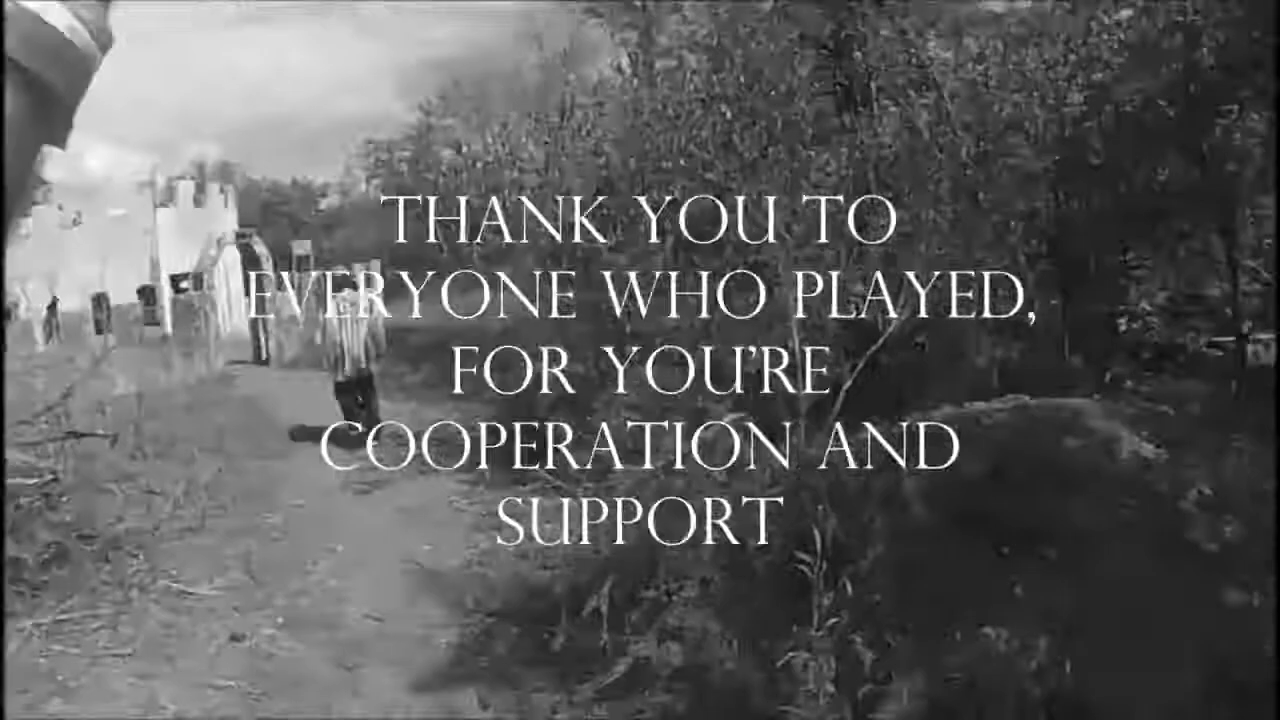 THANK YOU TO
EVERYONE WHO PLAYED,
FOR YOU'RE
COOPERATION AND
SUPPORT